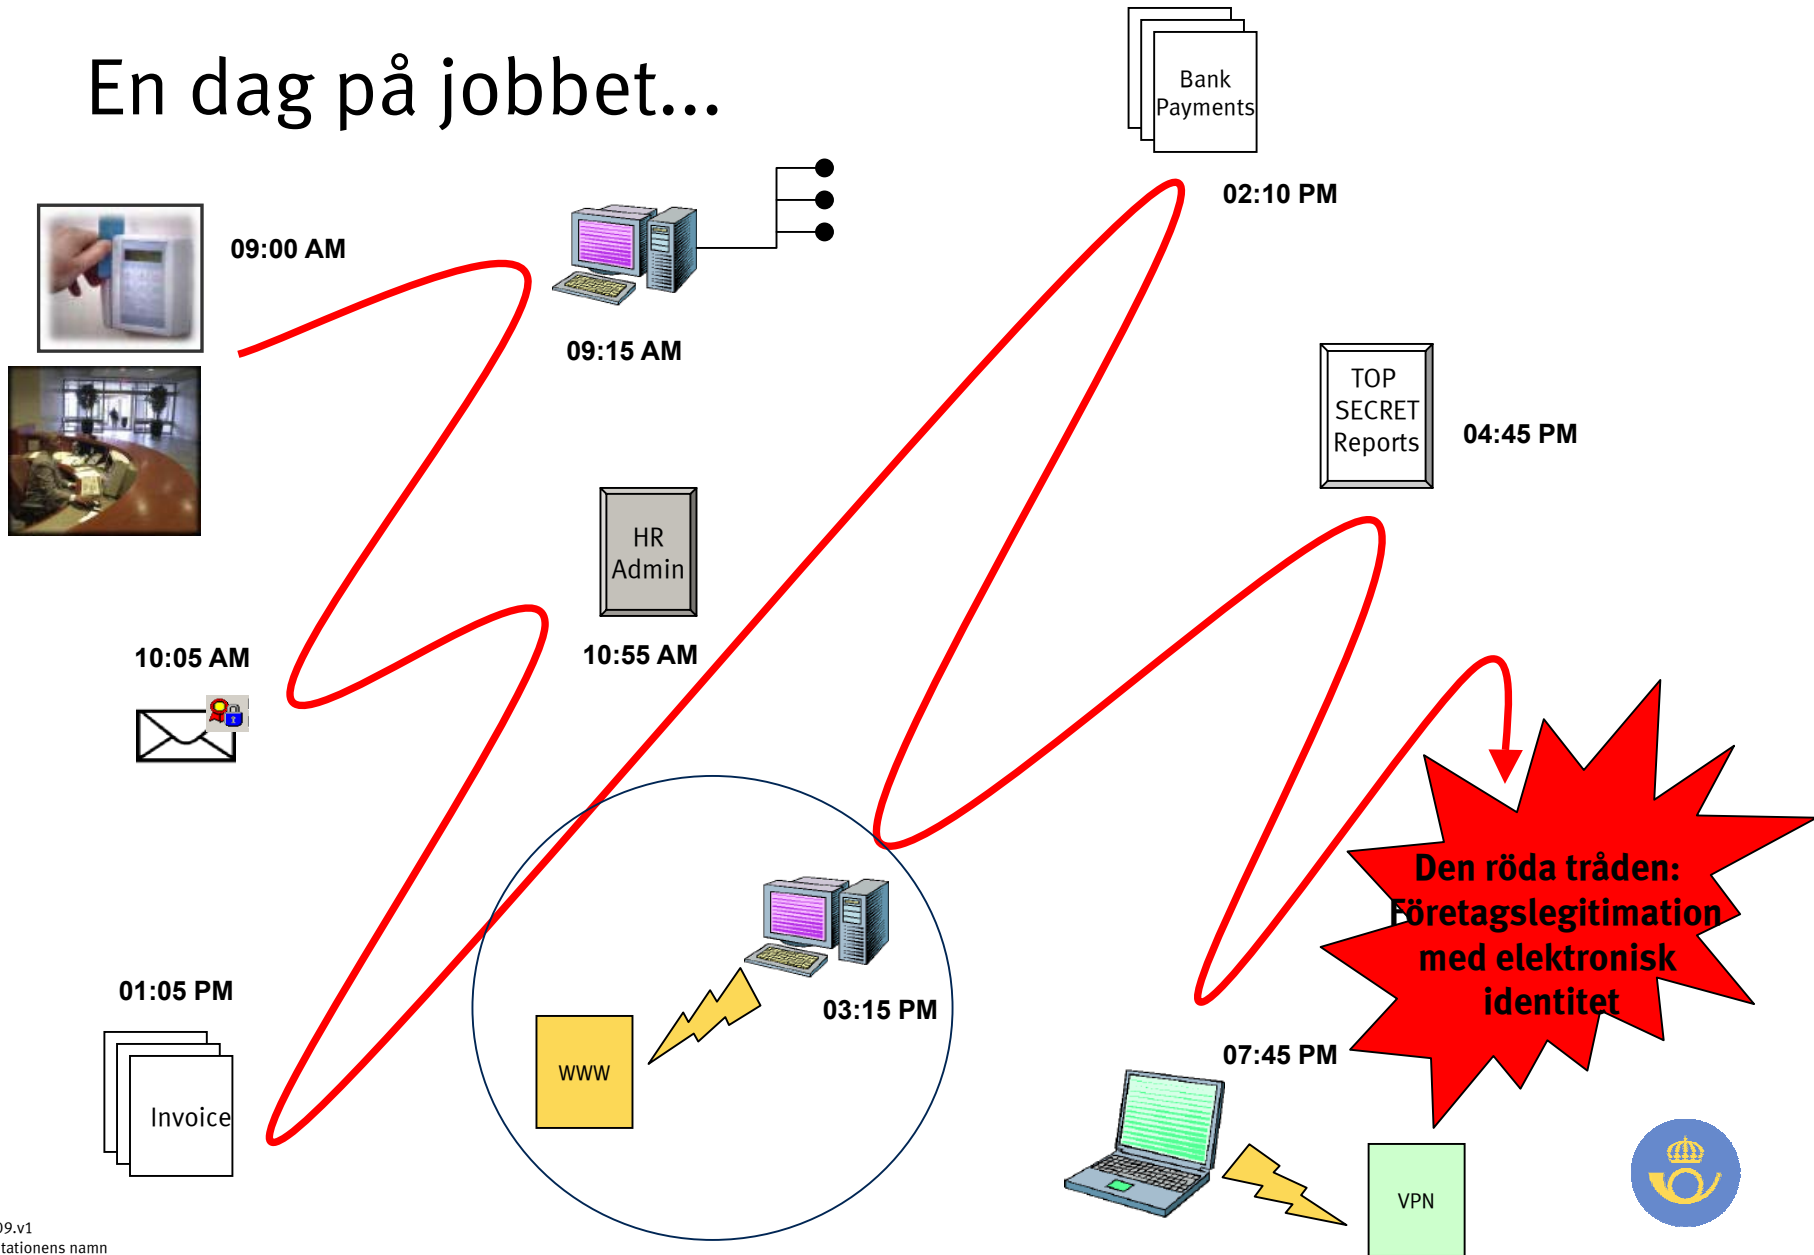 En dag på jobbet...
Bank
Payments
02:10 PM
09:00 AM
09:15 AM
TOP
SECRET
Reports
04:45 PM
HR
Admin
10:05 AM
10:55 AM
01:05 PM
Invoice
WWW
03:15 PM
07:45 PM
VPN
Den röda tråden:
Företagslegitimation
med elektronisk
identitet
09.v1
tationens namn